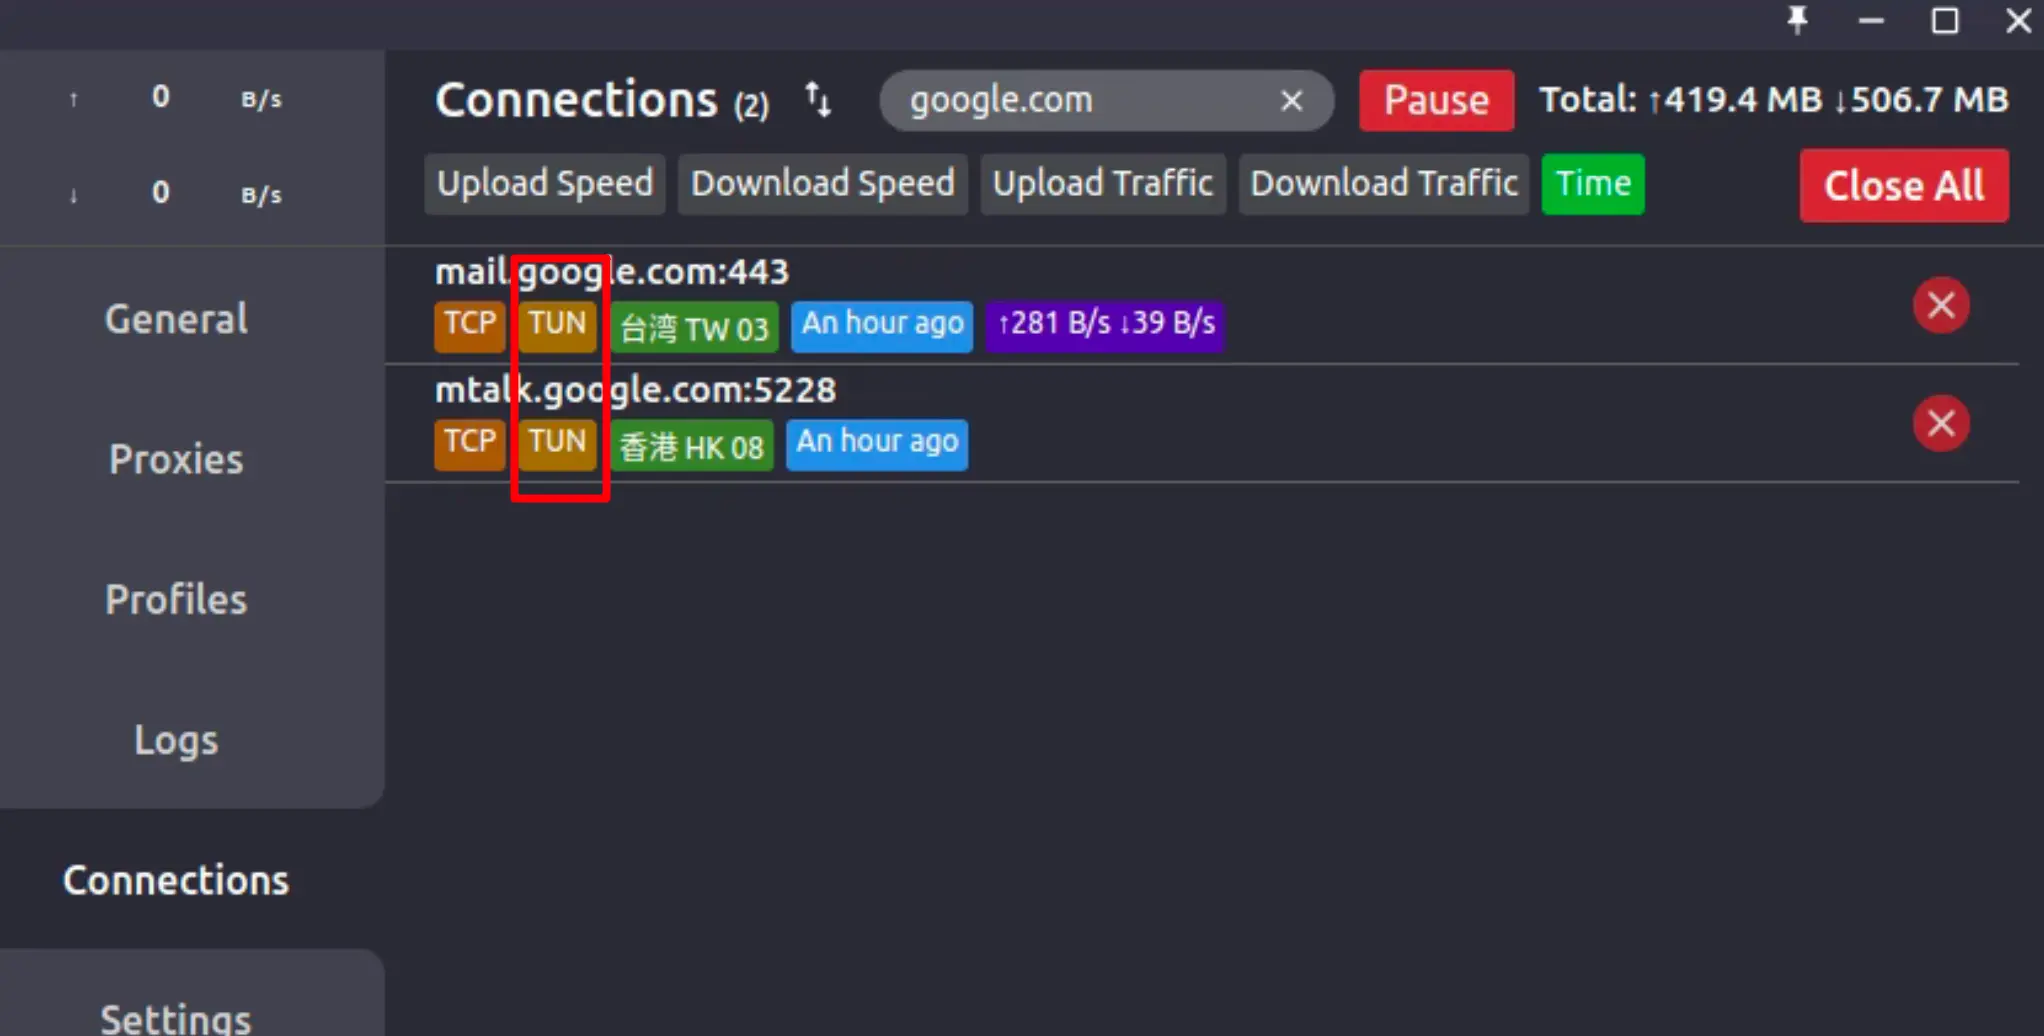 ↑ 0 B/s
↓ 0 B/s
General
Proxies
Profiles
Logs
Connections
Settings
Connections (2) google.com Pause Total: ↑419.4 MB ↓506.7 MB
Upload Speed Download Speed Upload Traffic Download Traffic Time Close All
mail.google.com:443
TCP TUN 台湾 TW 03 An hour ago ↑281 B/s ↓39 B/s
mtalk.google.com:5228
TCP TUN 香港 HK 08 An hour ago